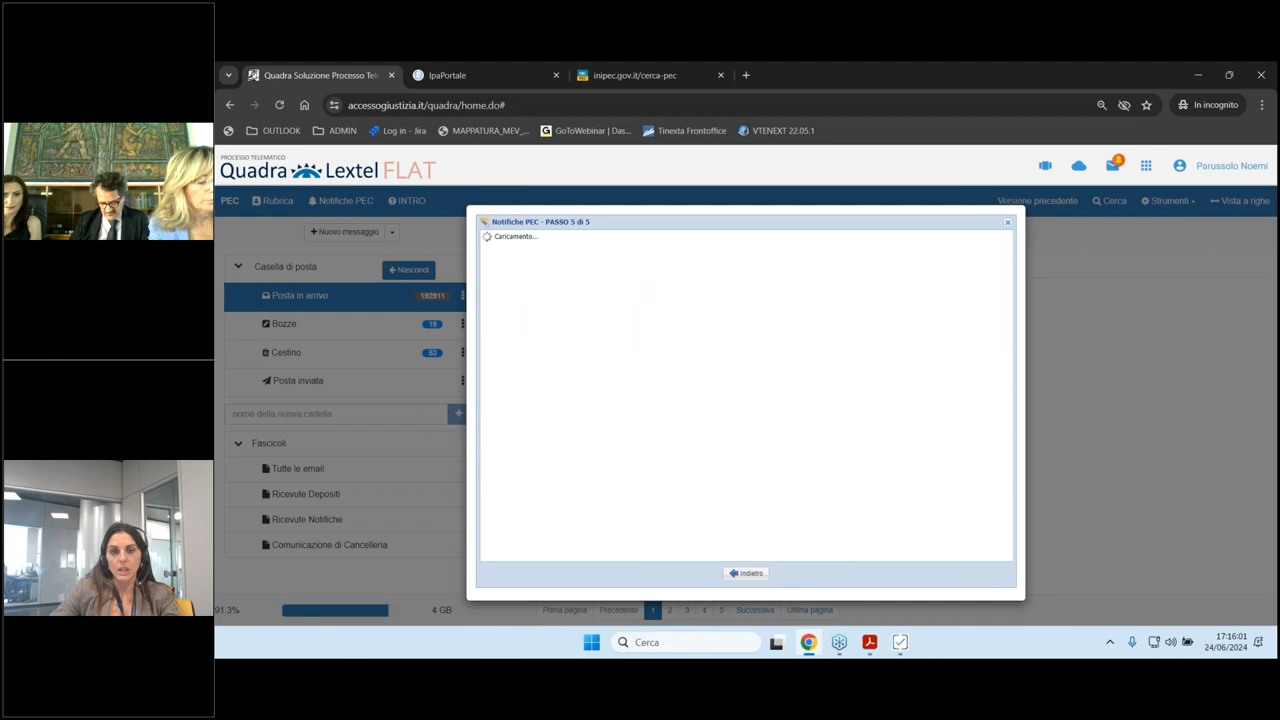 Quadra Soluzione Processo Tele
IpaPortale
inipec.gov.it/cerca-pec
accessogiustizia.it/quadra/home.do#
In incognito
OUTLOOK
ADMIN
Log in - Jira
MAPPATURA_MEV_...
GoToWebinar | Das...
Tinexta Frontoffice
VTENEXT 22.05.1
PROCESSO TELEMATICO
Quadra Lextel FLAT
Parussolo Noemi
PEC
Rubrica
Notifiche PEC
INTRO
Versione precedente
Cerca
Strumenti
Vista a righe
Nuovo messaggio
Casella di posta
Nascondi
Posta in arrivo
192911
Bozze
19
Cestino
53
Posta inviata
nome della nuova cartella
Fascicoli
Tutte le email
Ricevute Depositi
Ricevute Notifiche
Comunicazione di Cancelleria
91.3%
4 GB
Notifiche PEC - PASSO 5 di 5
Caricamento...
Indietro
Prima pagina
Precedente
1
2
3
4
5
Successiva
Ultima pagina
Cerca
17:16:01
24/06/2024